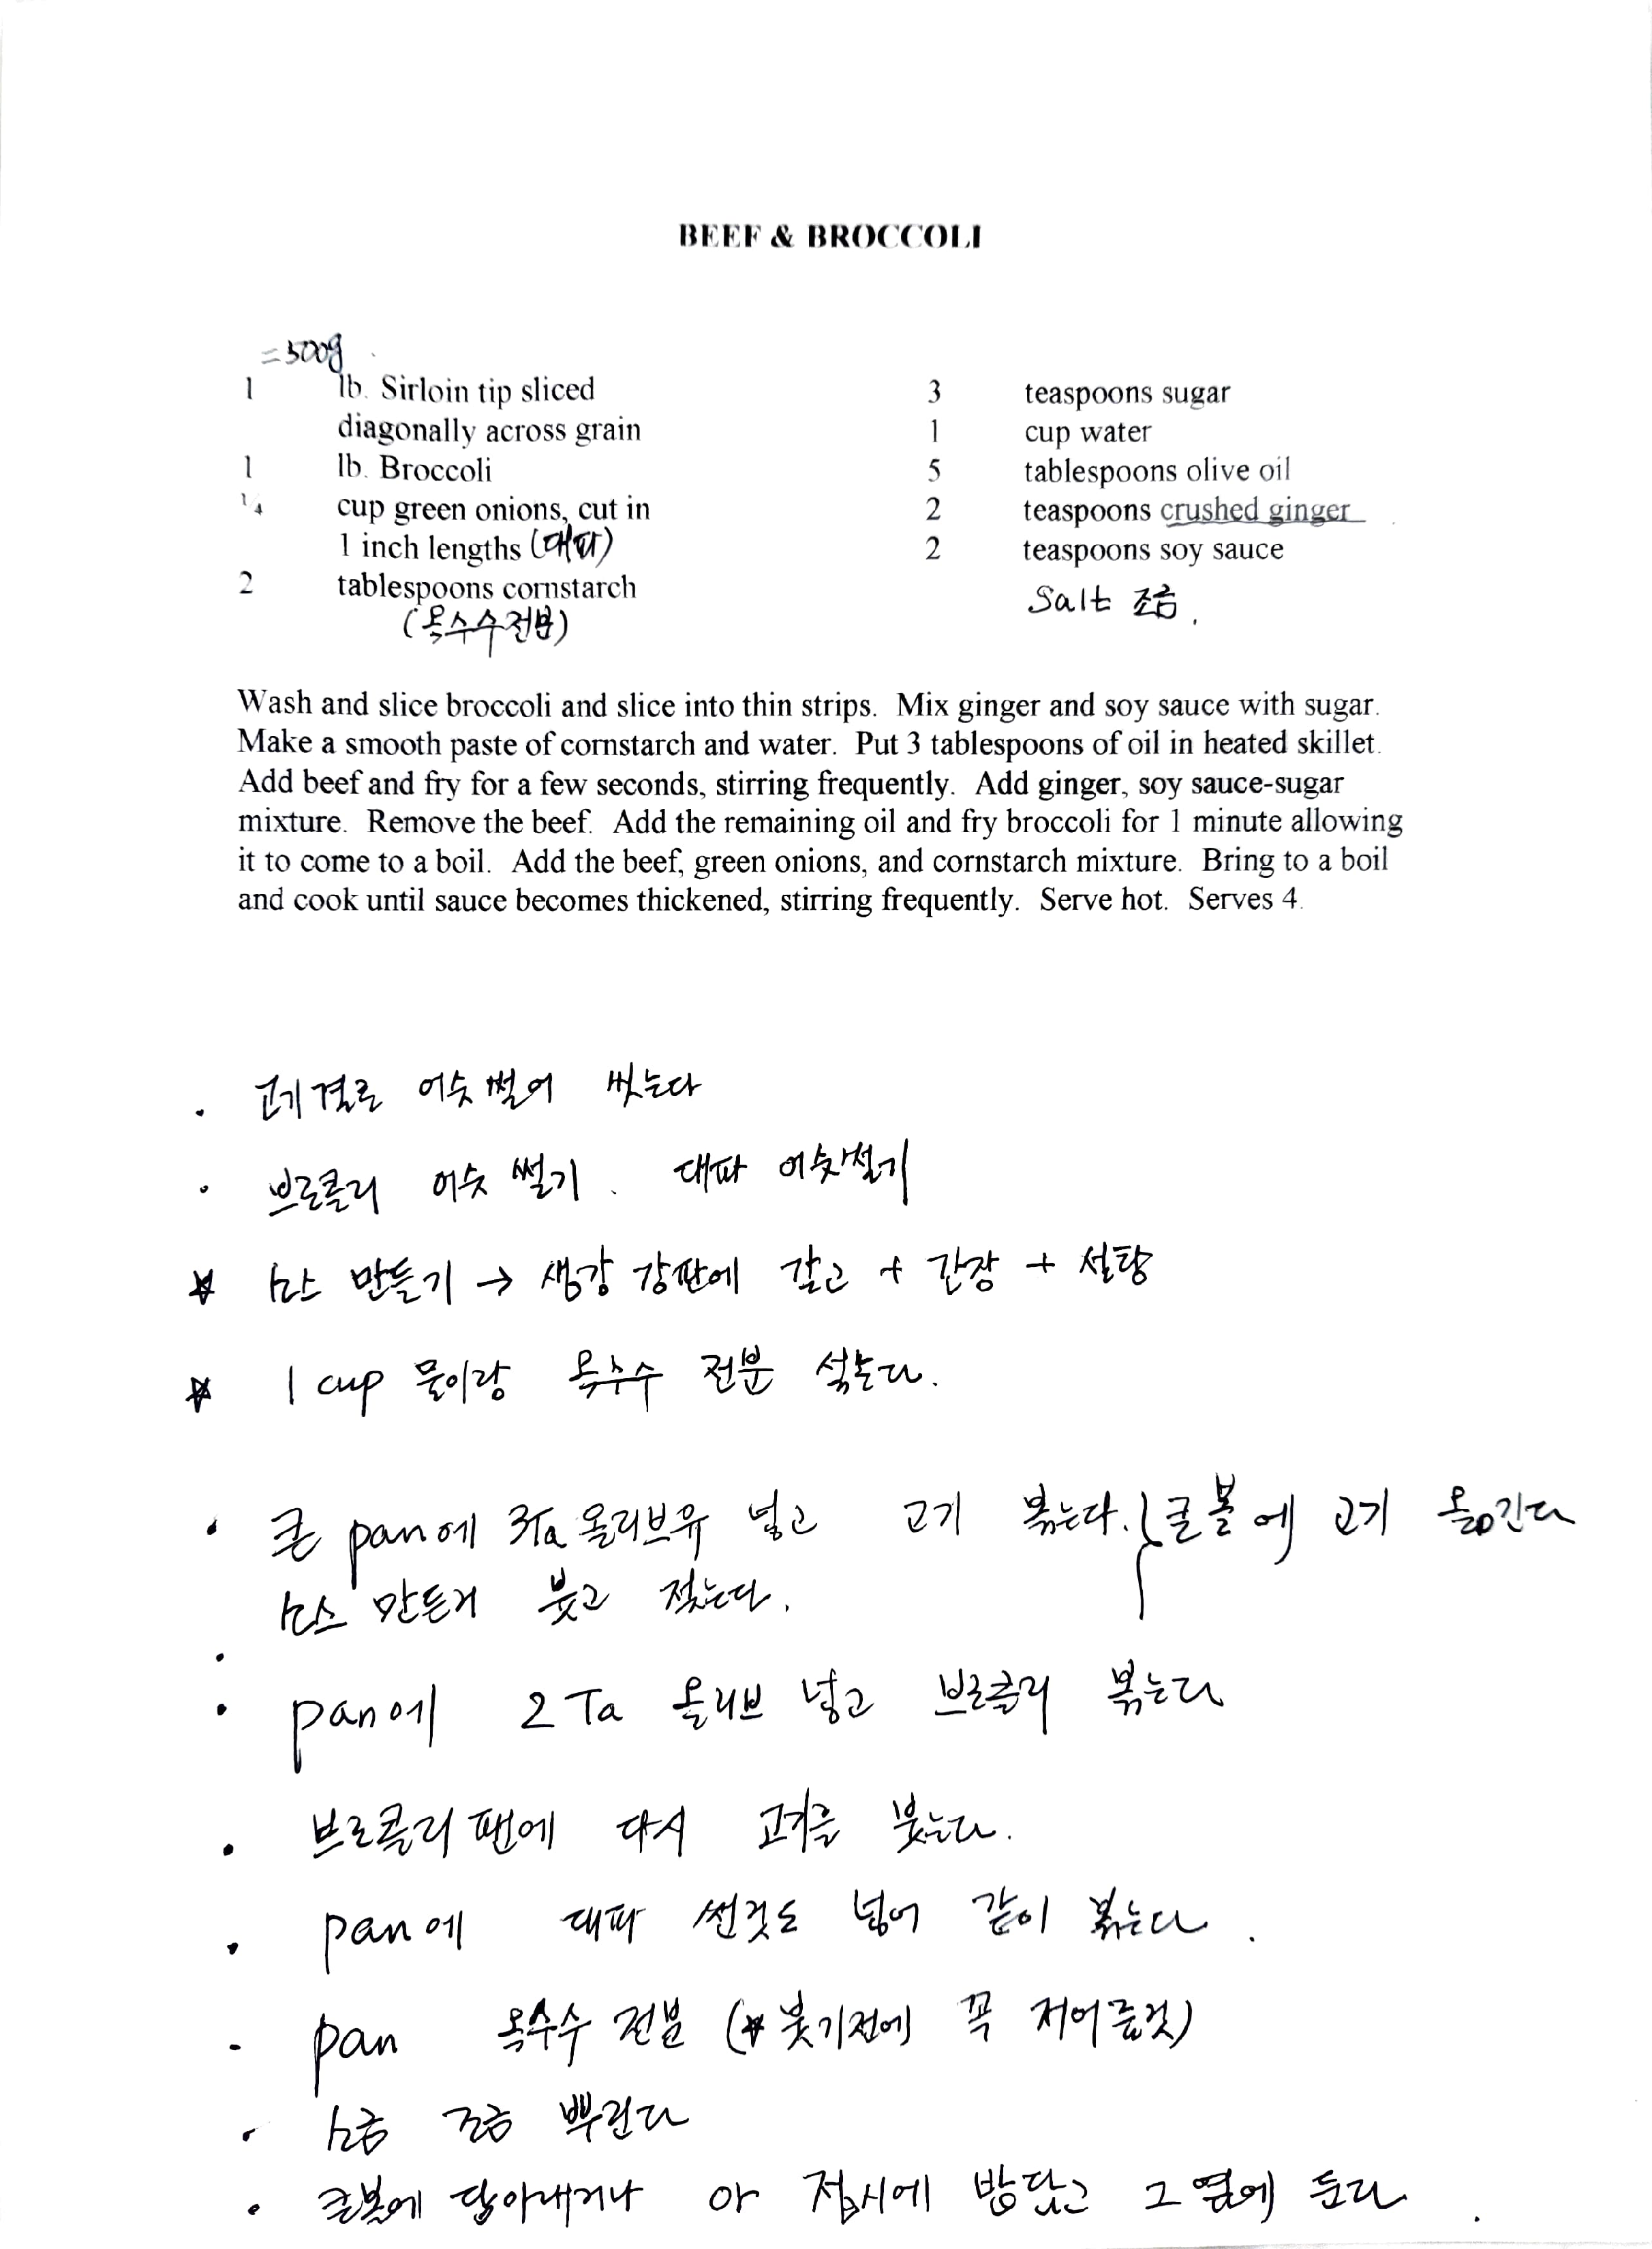 BEEF & BROCCOLI
=500g
1 lb. Sirloin tip sliced
diagonally across grain
1 lb. Broccoli
1/4 cup green onions, cut in
1 inch lengths (대파)
2 tablespoons cornstarch
(옥수수전분)
3 teaspoons sugar
1 cup water
5 tablespoons olive oil
2 teaspoons crushed ginger
2 teaspoons soy sauce
Salt 조금.
Wash and slice broccoli and slice into thin strips. Mix ginger and soy sauce with sugar.
Make a smooth paste of cornstarch and water. Put 3 tablespoons of oil in heated skillet.
Add beef and fry for a few seconds, stirring frequently. Add ginger, soy sauce-sugar
mixture. Remove the beef. Add the remaining oil and fry broccoli for 1 minute allowing
it to come to a boil. Add the beef, green onions, and cornstarch mixture. Bring to a boil
and cook until sauce becomes thickened, stirring frequently. Serve hot. Serves 4.
· 결로 어슷 썰어 씻는다
· 브로콜리 어슷 썰기. 대파 어슷썰기
☆ 소스 만들기 → 생강 강판에 갈고 + 간장 + 설탕
☆ 1 cup 물이랑 옥수수 전분 섞는다.
· 큰 pan에 3Ta 올리브유 넣고 고기 볶는다. } 큰볼에 고기 옮긴다
소스 만든거 붓고 젖는다.
· pan에 2 Ta 올리브 넣고 브로콜리 볶는다
· 브로콜리 팬에 다시 고기를 붓는다.
· pan에 대파 썬것도 넣어 같이 볶는다.
· pan 옥수수 전분 (☆ 붓기전에 꼭 저어줄것)
· 소금 조금 뿌린다
· 큰볼에 담아내거나 or 접시에 밥담고 그 옆에 둔다.